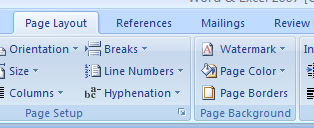 Word & Excel 2007
Page Layout References Mailings Review
Orientation Breaks Watermark In
Size Line Numbers Page Color
Columns Hyphenation Page Borders
Page Setup Page Background